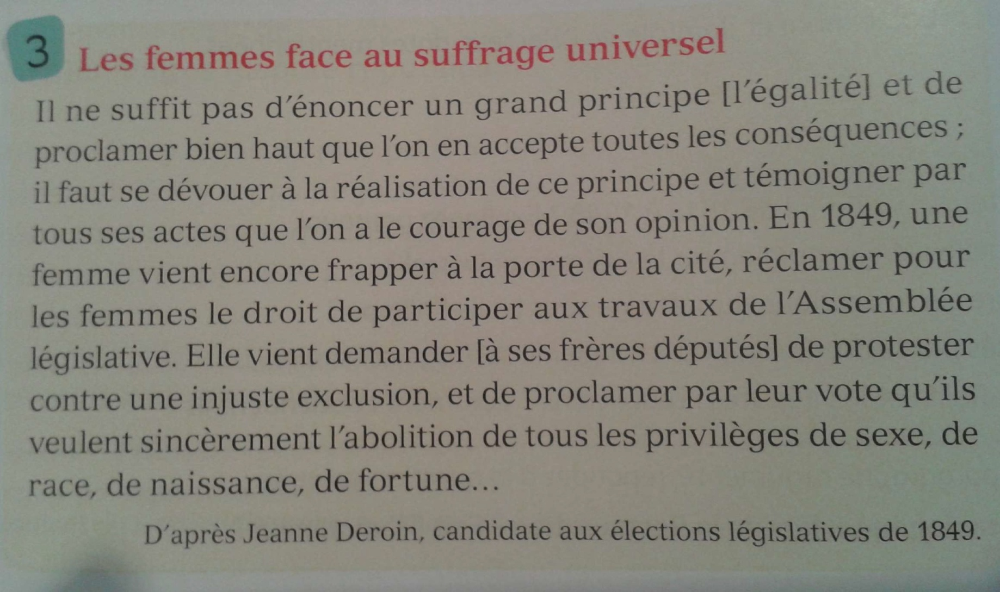 3 Les femmes face au suffrage universel
Il ne suffit pas d'énoncer un grand principe [l'égalité] et de
proclamer bien haut que l'on en accepte toutes les conséquences ;
il faut se dévouer à la réalisation de ce principe et témoigner par
tous ses actes que l'on a le courage de son opinion. En 1849, une
femme vient encore frapper à la porte de la cité, réclamer pour
les femmes le droit de participer aux travaux de l'Assemblée
législative. Elle vient demander [à ses frères députés] de protester
contre une injuste exclusion, et de proclamer par leur vote qu'ils
veulent sincèrement l'abolition de tous les privilèges de sexe, de
race, de naissance, de fortune...
D'après Jeanne Deroin, candidate aux élections législatives de 1849.